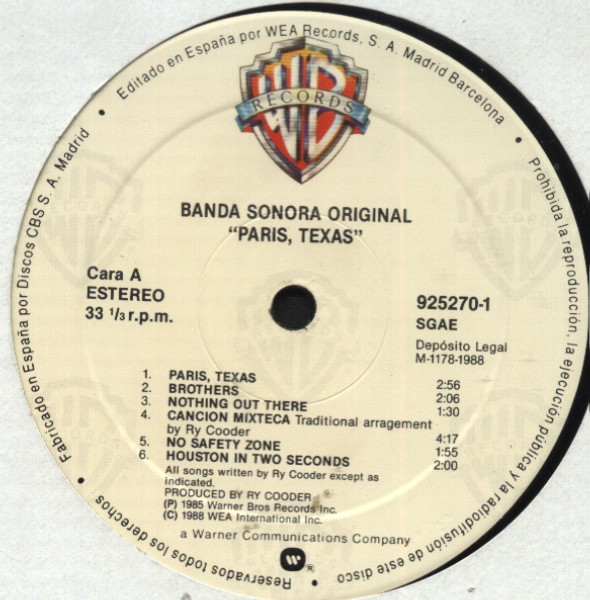 Editado en España por WEA Records, S. A. Madrid Barcelona
Prohibida la reproducción, la ejecución pública y la radiodifusión de este disco
Reservados todos los derechos
Fabricado en España por Discos CBS S. A. Madrid
WB
RECORDS
BANDA SONORA ORIGINAL
“PARIS, TEXAS”
Cara A
ESTEREO
33 1/3 r.p.m.
925270-1
SGAE
Depósito Legal
M-1178-1988
1. PARIS, TEXAS 2:56
2. BROTHERS 2:06
3. NOTHING OUT THERE 1:30
4. CANCION MIXTECA Traditional arragement
by Ry Cooder 4:17
5. NO SAFETY ZONE 1:55
6. HOUSTON IN TWO SECONDS 2:00
All songs written by Ry Cooder except as
indicated.
PRODUCED BY RY COODER
(P) 1985 Warner Bros Records Inc.
(C) 1988 WEA International Inc.
a Warner Communications Company
®